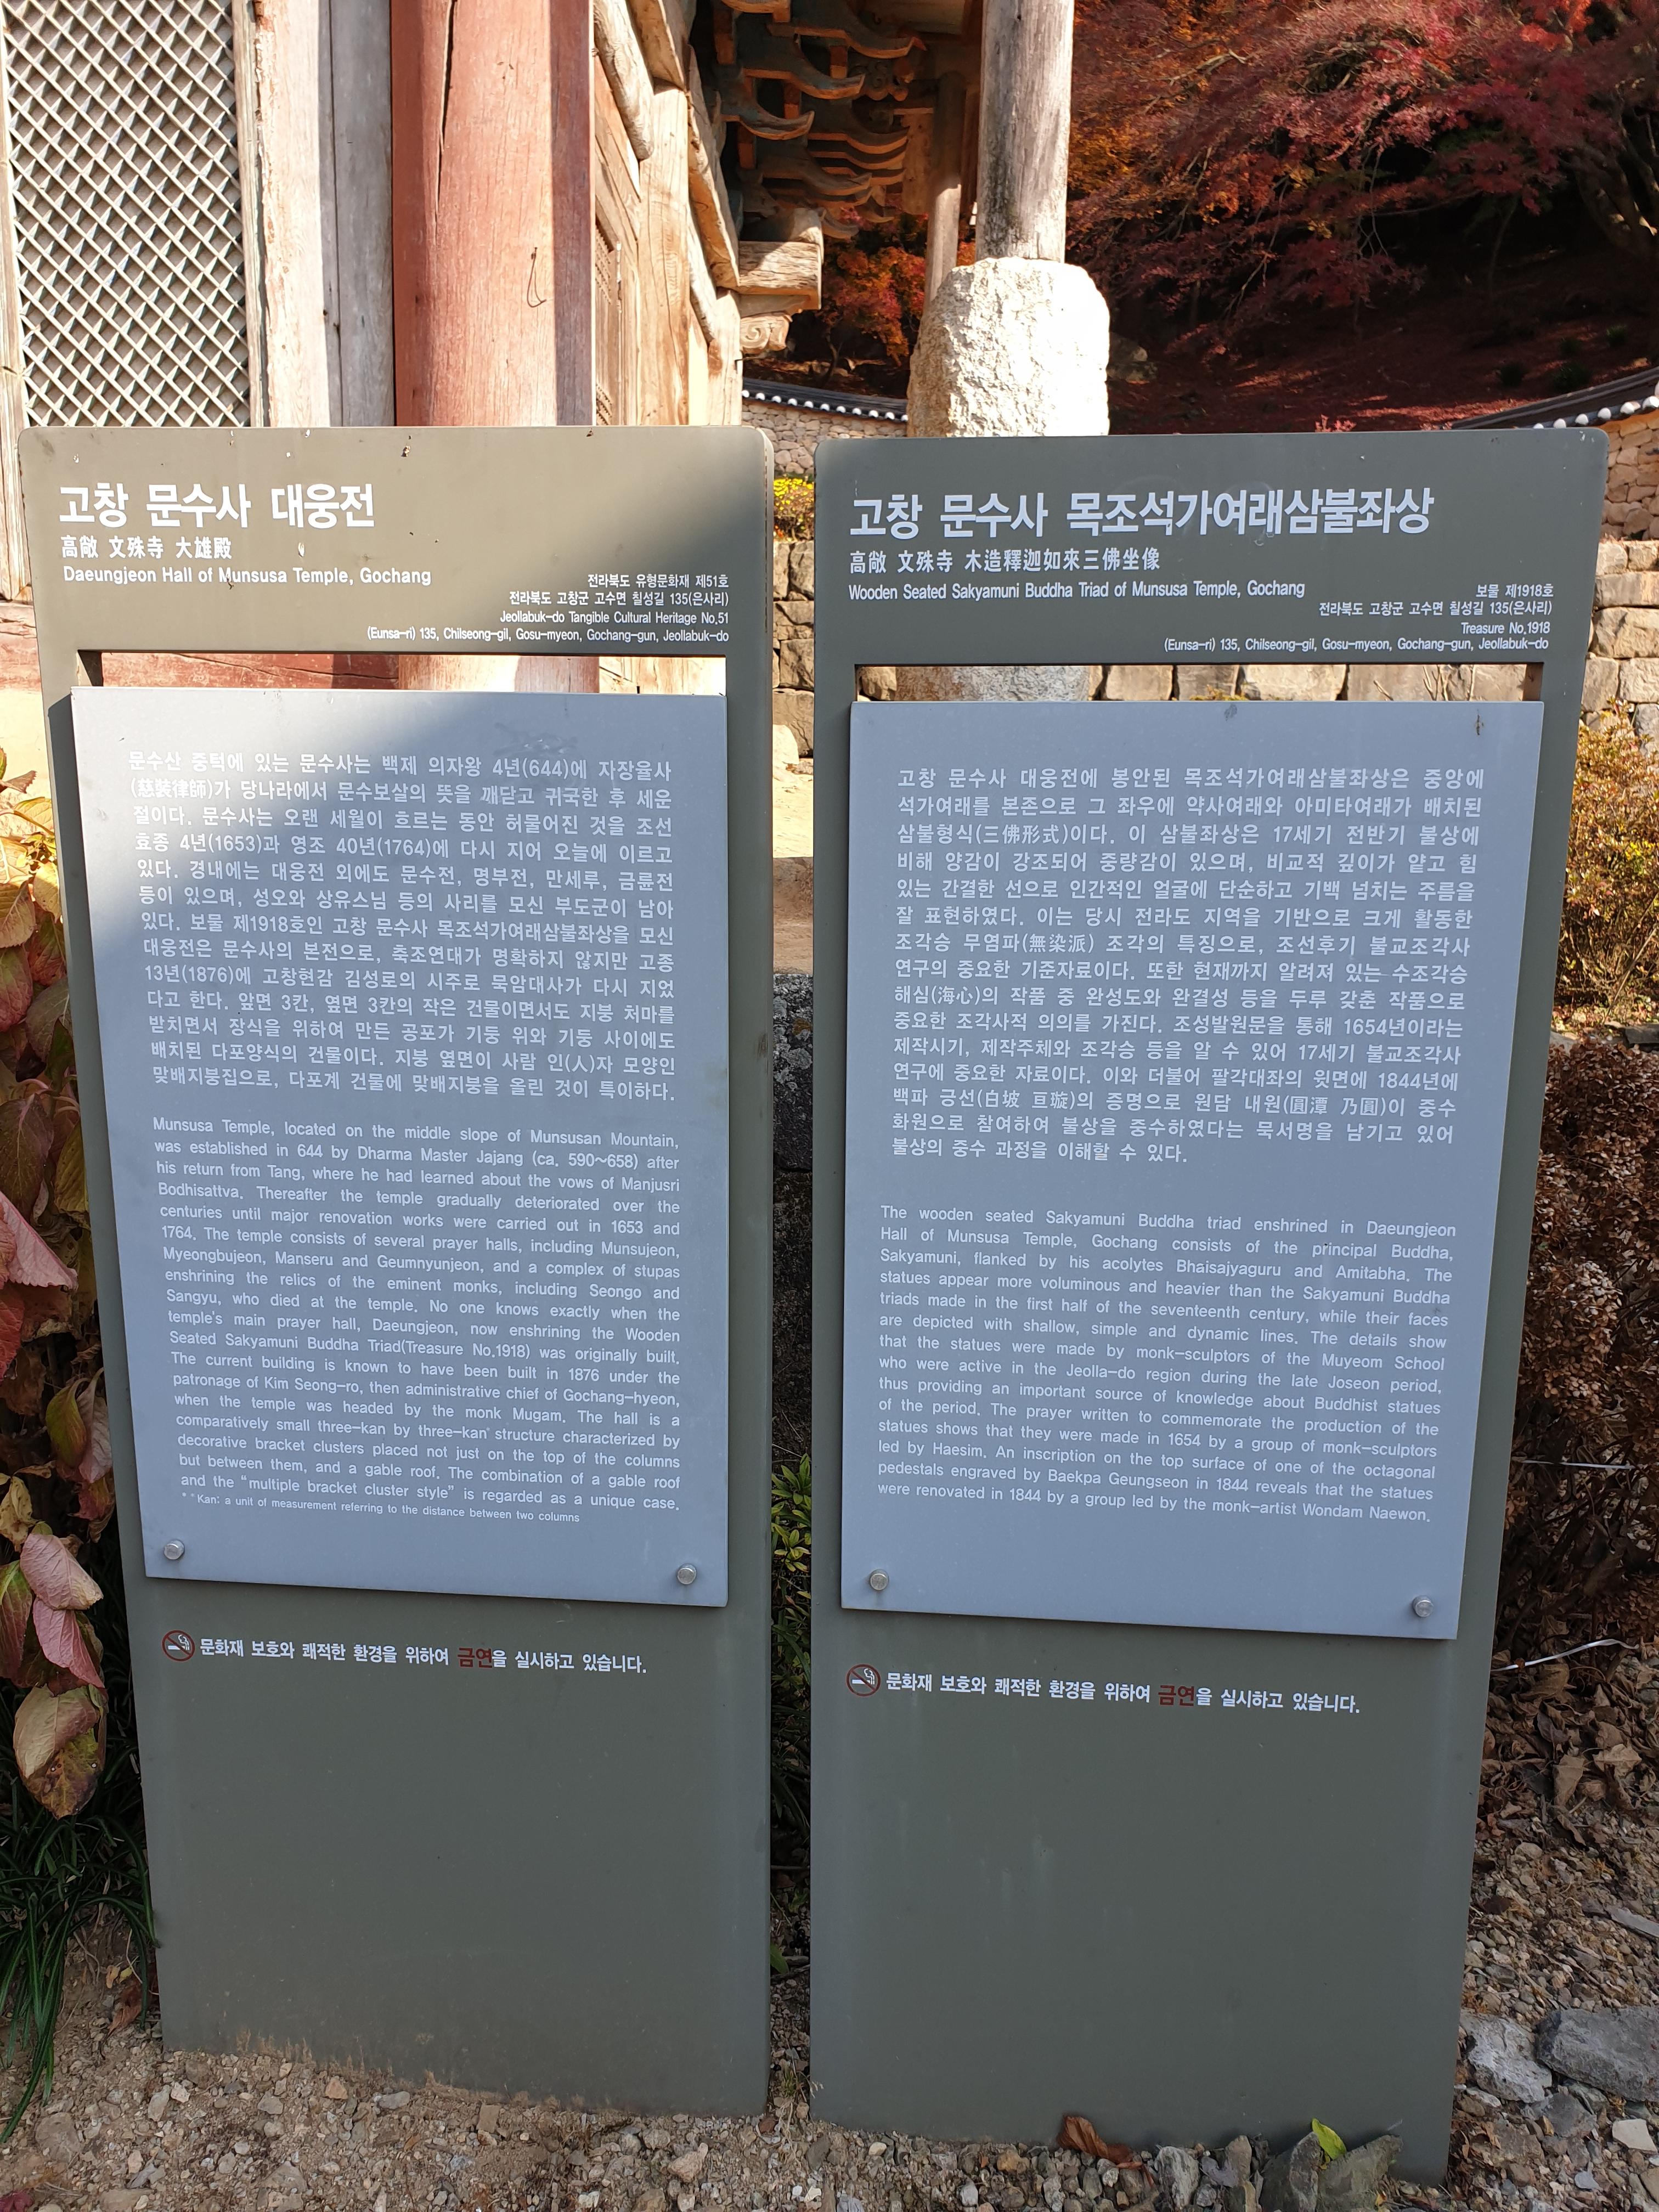 고창 문수사 대웅전
高敞 文殊寺 大雄殿
Daeungjeon Hall of Munsusa Temple, Gochang
전라북도 유형문화재 제51호
전라북도 고창군 고수면 칠성길 135(은사리)
Jeollabuk-do Tangible Cultural Heritage No.51
(Eunsa-ri) 135, Chilseong-gil, Gosu-myeon, Gochang-gun, Jeollabuk-do
문수산 중턱에 있는 문수사는 백제 의자왕 4년(644)에 자장율사
(慈裝律師)가 당나라에서 문수보살의 뜻을 깨닫고 귀국한 후 세운
절이다. 문수사는 오랜 세월이 흐르는 동안 허물어진 것을 조선
효종 4년(1653)과 영조 40년(1764)에 다시 지어 오늘에 이르고
있다. 경내에는 대웅전 외에도 문수전, 명부전, 만세루, 금륜전
등이 있으며, 성오와 상유스님 등의 사리를 모신 부도군이 남아
있다. 보물 제1918호인 고창 문수사 목조석가여래삼불좌상을 모신
대웅전은 문수사의 본전으로, 축조연대가 명확하지 않지만 고종
13년(1876)에 고창현감 김성로의 시주로 묵암대사가 다시 지었
다고 한다. 앞면 3칸, 옆면 3칸의 작은 건물이면서도 지붕 처마를
받치면서 장식을 위하여 만든 공포가 기둥 위와 기둥 사이에도
배치된 다포양식의 건물이다. 지붕 옆면이 사람 인(人)자 모양인
맞배지붕집으로, 다포계 건물에 맞배지붕을 올린 것이 특이하다.
Munsusa Temple, located on the middle slope of Munsusan Mountain,
was established in 644 by Dharma Master Jajang (ca. 590~658) after
his return from Tang, where he had learned about the vows of Manjusri
Bodhisattva. Thereafter the temple gradually deteriorated over the
centuries until major renovation works were carried out in 1653 and
1764. The temple consists of several prayer halls, including Munsujeon,
Myeongbujeon, Manseru and Geumnyunjeon, and a complex of stupas
enshrining the relics of the eminent monks, including Seongo and
Sangyu, who died at the temple. No one knows exactly when the
temple's main prayer hall, Daeungjeon, now enshrining the Wooden
Seated Sakyamuni Buddha Triad(Treasure No.1918) was originally built.
The current building is known to have been built in 1876 under the
patronage of Kim Seong-ro, then administrative chief of Gochang-hyeon,
when the temple was headed by the monk Mugam. The hall is a
comparatively small three-kan by three-kan* structure characterized by
decorative bracket clusters placed not just on the top of the columns
but between them, and a gable roof. The combination of a gable roof
and the "multiple bracket cluster style" is regarded as a unique case.
* Kan: a unit of measurement referring to the distance between two columns
문화재 보호와 쾌적한 환경을 위하여 금연을 실시하고 있습니다.
고창 문수사 목조석가여래삼불좌상
高敞 文殊寺 木造釋迦如來三佛坐像
Wooden Seated Sakyamuni Buddha Triad of Munsusa Temple, Gochang
보물 제1918호
전라북도 고창군 고수면 칠성길 135(은사리)
Treasure No.1918
(Eunsa-ri) 135, Chilseong-gil, Gosu-myeon, Gochang-gun, Jeollabuk-do
고창 문수사 대웅전에 봉안된 목조석가여래삼불좌상은 중앙에
석가여래를 본존으로 그 좌우에 약사여래와 아미타여래가 배치된
삼불형식(三佛形式)이다. 이 삼불좌상은 17세기 전반기 불상에
비해 양감이 강조되어 중량감이 있으며, 비교적 깊이가 얕고 힘
있는 간결한 선으로 인간적인 얼굴에 단순하고 기백 넘치는 주름을
잘 표현하였다. 이는 당시 전라도 지역을 기반으로 크게 활동한
조각승 무염파(無染派) 조각의 특징으로, 조선후기 불교조각사
연구의 중요한 기준자료이다. 또한 현재까지 알려져 있는 수조각승
해심(海心)의 작품 중 완성도와 완결성 등을 두루 갖춘 작품으로
중요한 조각사적 의의를 가진다. 조성발원문을 통해 1654년이라는
제작시기, 제작주체와 조각승 등을 알 수 있어 17세기 불교조각사
연구에 중요한 자료이다. 이와 더불어 팔각대좌의 윗면에 1844년에
백파 긍선(白坡 亘璇)의 증명으로 원담 내원(圓潭 乃圓)이 중수
화원으로 참여하여 불상을 중수하였다는 묵서명을 남기고 있어
불상의 중수 과정을 이해할 수 있다.
The wooden seated Sakyamuni Buddha triad enshrined in Daeungjeon
Hall of Munsusa Temple, Gochang consists of the principal Buddha,
Sakyamuni, flanked by his acolytes Bhaisajyaguru and Amitabha. The
statues appear more voluminous and heavier than the Sakyamuni Buddha
triads made in the first half of the seventeenth century, while their faces
are depicted with shallow, simple and dynamic lines. The details show
that the statues were made by monk-sculptors of the Muyeom School
who were active in the Jeolla-do region during the late Joseon period,
thus providing an important source of knowledge about Buddhist statues
of the period. The prayer written to commemorate the production of the
statues shows that they were made in 1654 by a group of monk-sculptors
led by Haesim. An inscription on the top surface of one of the octagonal
pedestals engraved by Baekpa Geungseon in 1844 reveals that the statues
were renovated in 1844 by a group led by the monk-artist Wondam Naewon.
문화재 보호와 쾌적한 환경을 위하여 금연을 실시하고 있습니다.